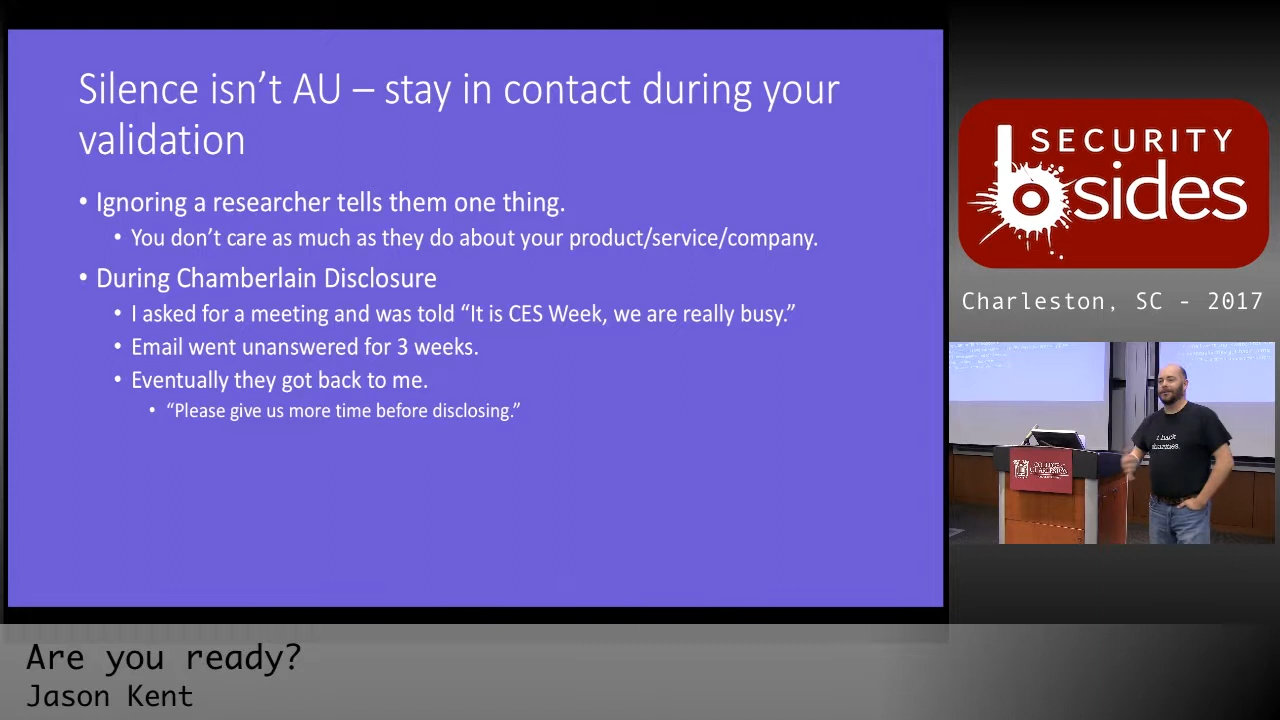 Silence isn’t AU – stay in contact during your
validation
• Ignoring a researcher tells them one thing.
• You don’t care as much as they do about your product/service/company.
• During Chamberlain Disclosure
• I asked for a meeting and was told “It is CES Week, we are really busy.”
• Email went unanswered for 3 weeks.
• Eventually they got back to me.
• “Please give us more time before disclosing.”
SECURITY
bsides
Charleston, SC - 2017
i hack
CHARLESTON
Are you ready?
Jason Kent